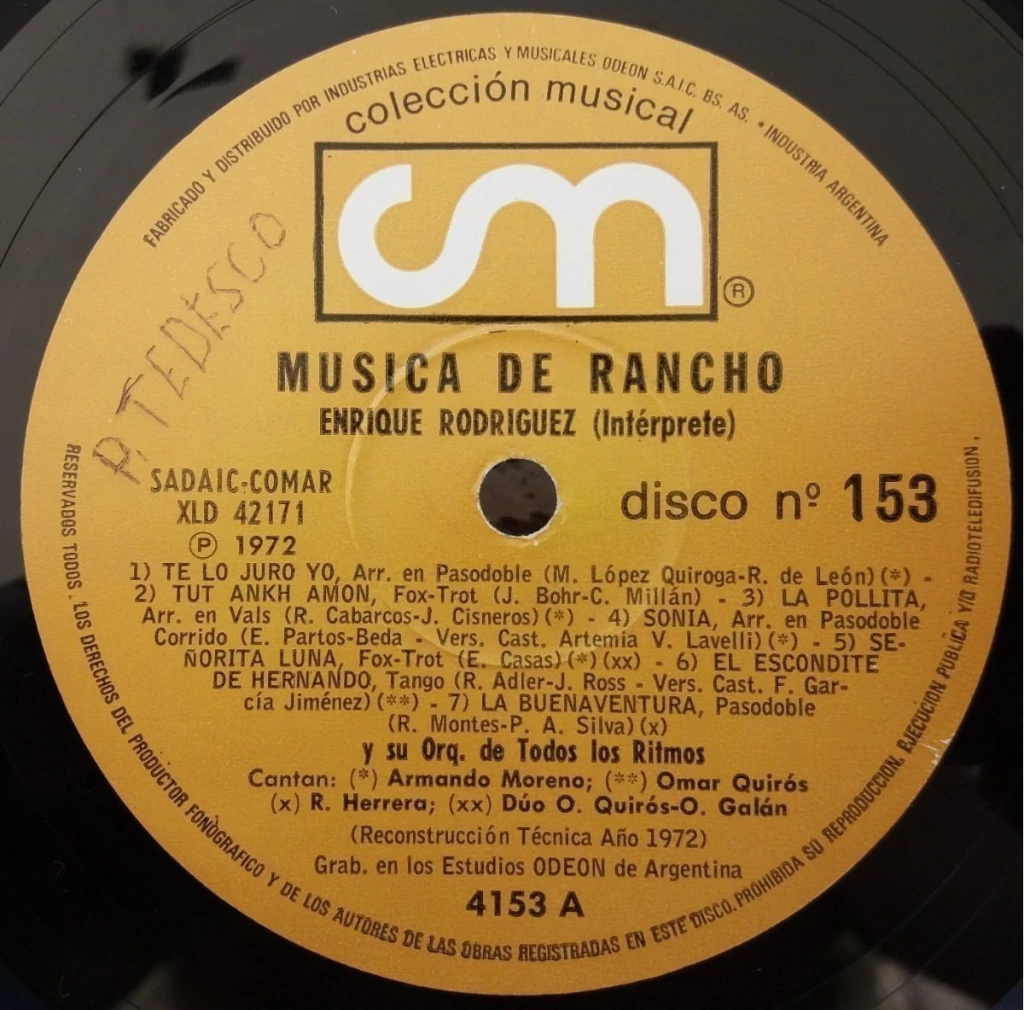 FABRICADO Y DISTRIBUIDO POR INDUSTRIAS ELECTRICAS Y MUSICALES ODEON S.A.I.C. BS. AS. • INDUSTRIA ARGENTINA
colección musical
cm
®
P. TEDESCO
MUSICA DE RANCHO
ENRIQUE RODRIGUEZ (Intérprete)
SADAIC-COMAR
XLD 42171
℗ 1972
disco nº 153
1) TE LO JURO YO, Arr. en Pasodoble (M. López Quiroga-R. de León)(*) -
2) TUT ANKH AMON, Fox-Trot (J. Bohr-C. Millán) - 3) LA POLLITA,
Arr. en Vals (R. Cabarcos-J. Cisneros)(*) - 4) SONIA, Arr. en Pasodoble
Corrido (E. Partos-Beda - Vers. Cast. Artemia V. Lavelli)(*) - 5) SE-
ÑORITA LUNA, Fox-Trot (E. Casas)(*)(xx) - 6) EL ESCONDITE
DE HERNANDO, Tango (R. Adler-J. Ross - Vers. Cast. F. Gar-
cía Jiménez)(**) - 7) LA BUENAVENTURA, Pasodoble
(R. Montes-P. A. Silva)(x)
y su Orq. de Todos los Ritmos
Cantan: (*) Armando Moreno; (**) Omar Quirós
(x) R. Herrera; (xx) Dúo O. Quirós-O. Galán
(Reconstrucción Técnica Año 1972)
Grab. en los Estudios ODEON de Argentina
4153 A
RESERVADOS TODOS LOS DERECHOS DEL PRODUCTOR FONOGRAFICO Y DE LOS AUTORES DE LAS OBRAS REGISTRADAS EN ESTE DISCO. PROHIBIDA SU REPRODUCCION, EJECUCION PUBLICA Y/O RADIOTELEDIFUSION.